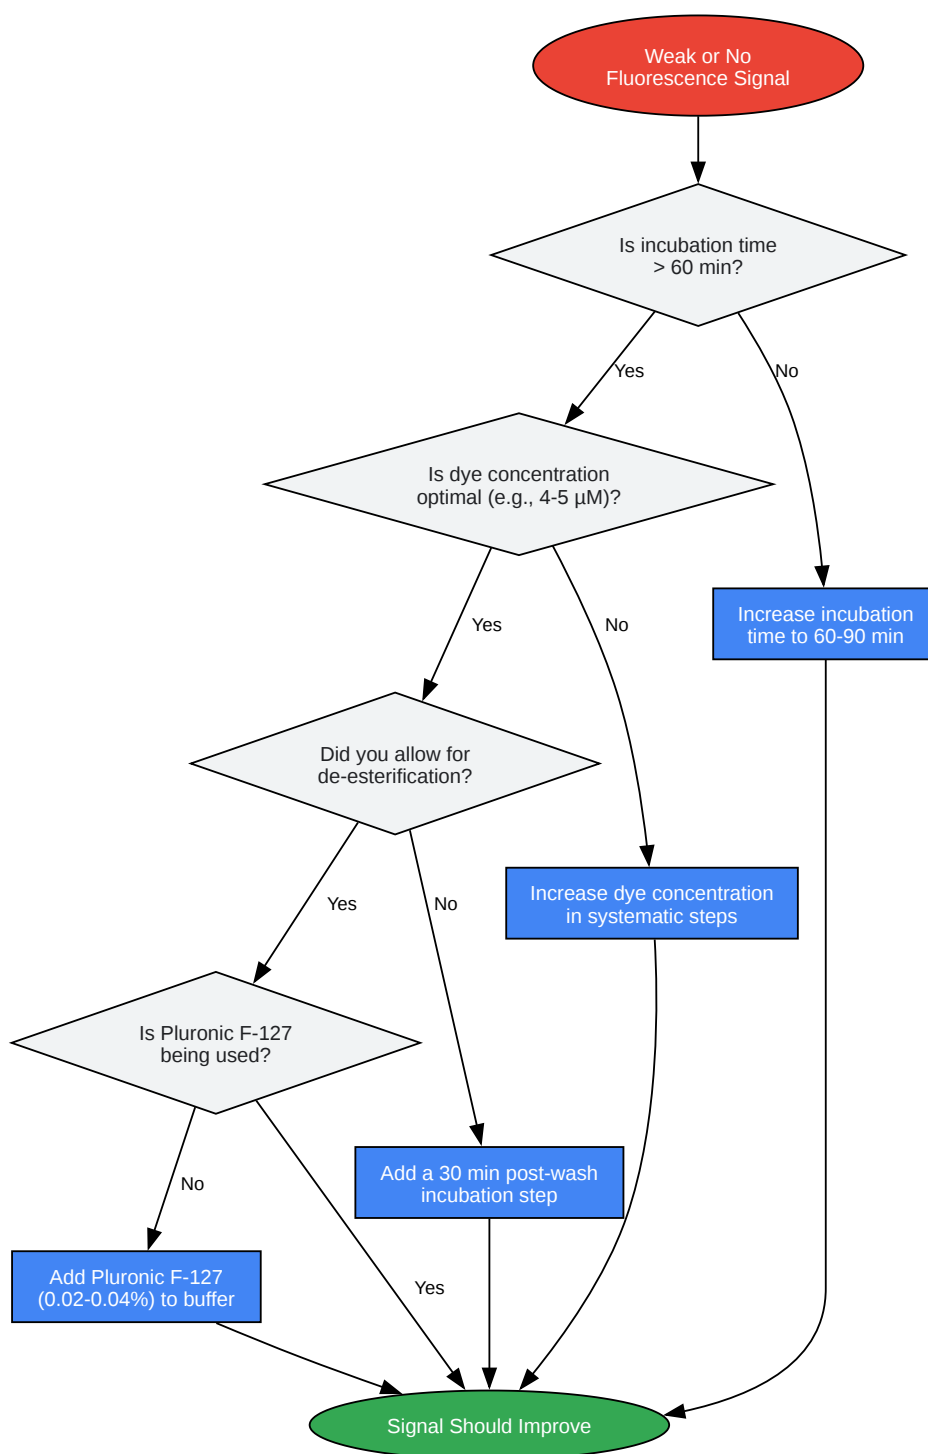 Weak or No
Fluorescence Signal
Is incubation time
> 60 min?
Yes
No
Is dye concentration
optimal (e.g., 4-5 µM)?
Increase incubation
time to 60-90 min
Yes
No
Did you allow for
de-esterification?
Increase dye concentration
in systematic steps
Yes
No
Is Pluronic F-127
being used?
Add a 30 min post-wash
incubation step
No
Add Pluronic F-127
(0.02-0.04%) to buffer
Yes
Signal Should Improve